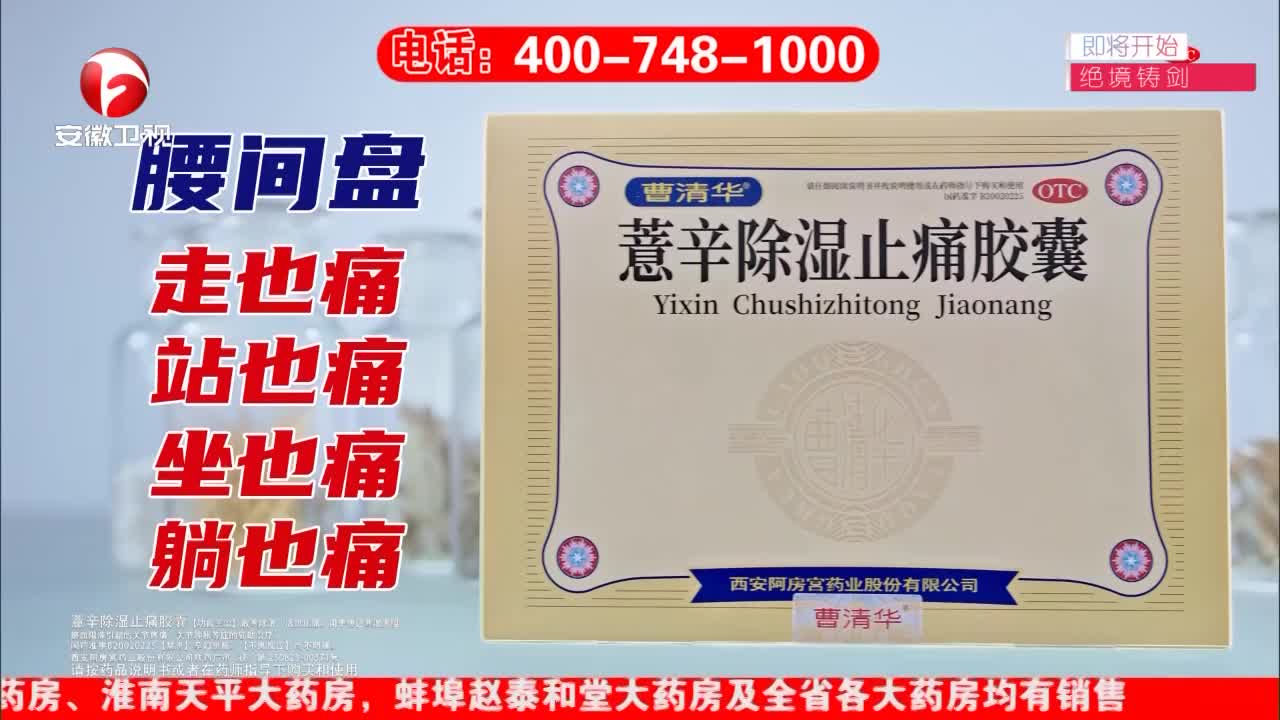 电话：400-748-1000
即将开始
绝境铸剑
安徽卫视
腰间盘
走也痛
站也痛
坐也痛
躺也痛
曹清华®
国药准字 B20020225
OTC
薏辛除湿止痛胶囊
Yixin Chushizhitong Jiaonang
西安阿房宫药业股份有限公司
曹清华®
薏辛除湿止痛胶囊
请按药品说明书或者在药师指导下购买和使用
药房、淮南天平大药房，蚌埠赵泰和堂大药房及全省各大药房均有销售